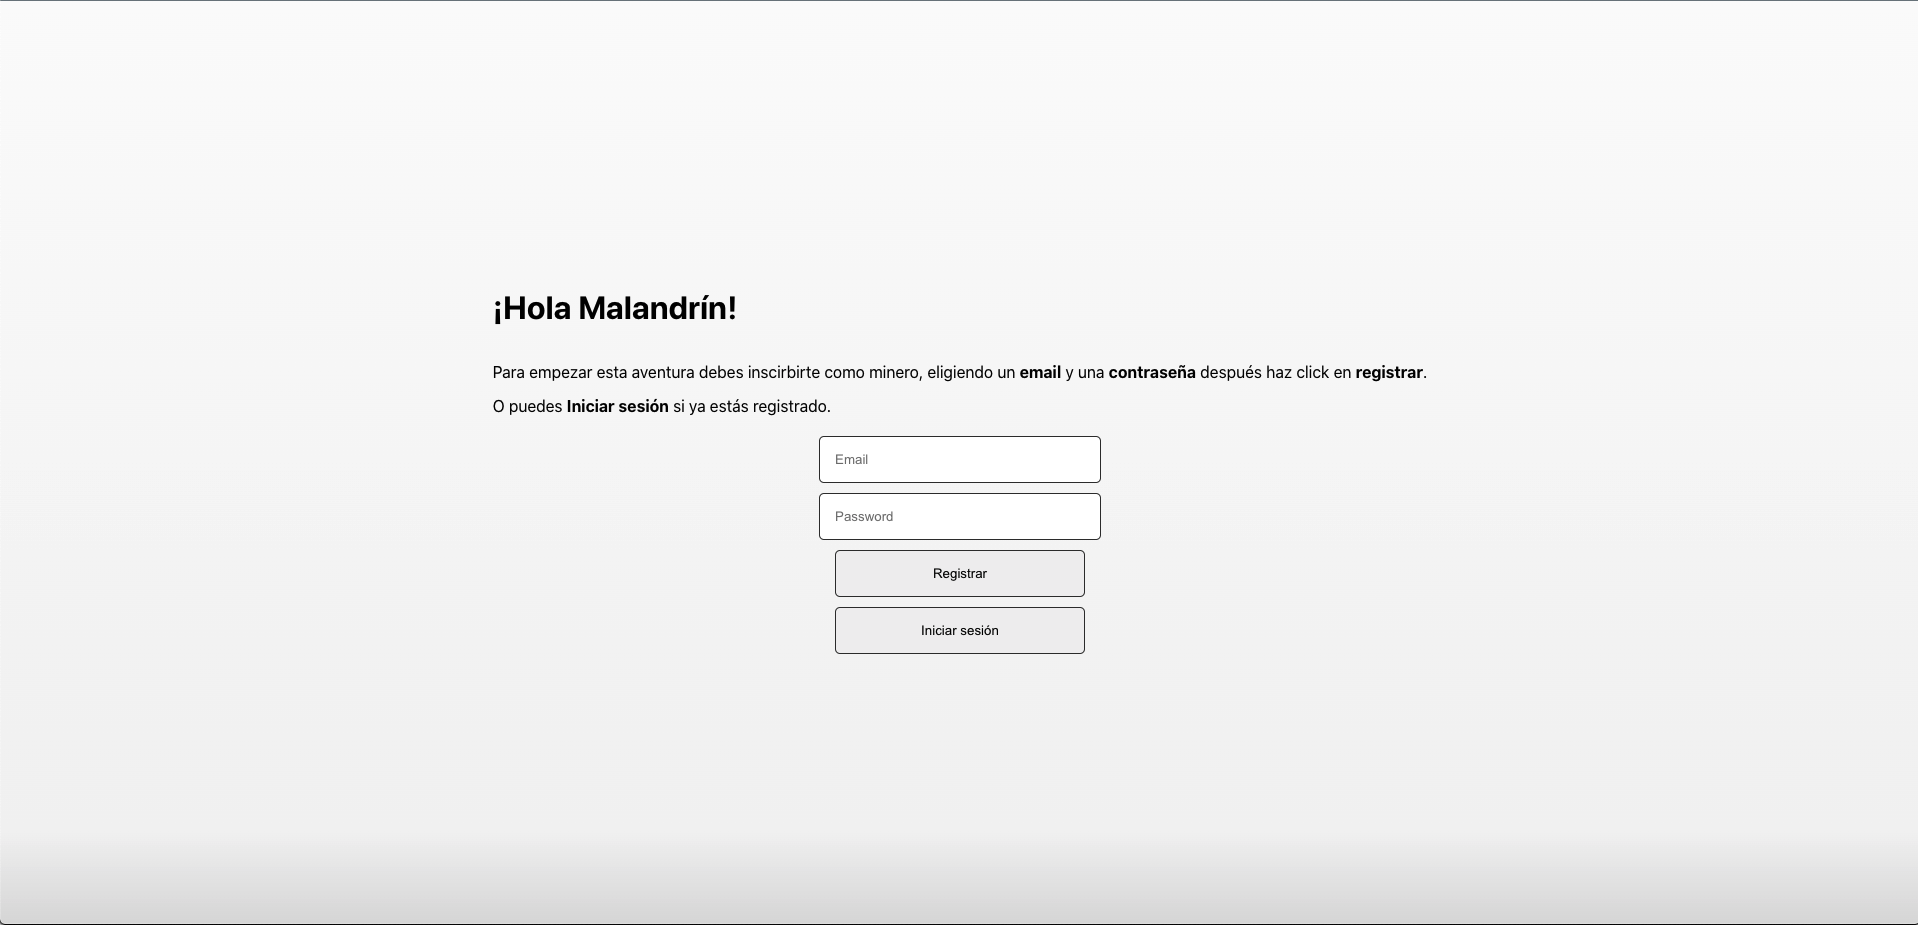 ¡Hola Malandrín!
Para empezar esta aventura debes inscirbirte como minero, eligiendo un email y una contraseña después haz click en registrar.
O puedes Iniciar sesión si ya estás registrado.
Email
Password
Registrar
Iniciar sesión